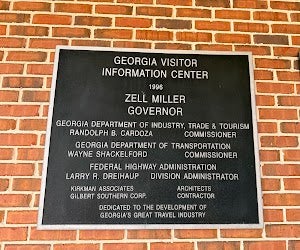 GEORGIA VISITOR
INFORMATION CENTER
1996
ZELL MILLER
GOVERNOR
GEORGIA DEPARTMENT OF INDUSTRY, TRADE & TOURISM
RANDOLPH B. CARDOZA COMMISSIONER
GEORGIA DEPARTMENT OF TRANSPORTATION
WAYNE SHACKELFORD COMMISSIONER
FEDERAL HIGHWAY ADMINISTRATION
LARRY R. DREIHAUP DIVISION ADMINISTRATOR
KIRKMAN ASSOCIATES ARCHITECTS
GILBERT SOUTHERN CORP. CONTRACTOR
DEDICATED TO THE DEVELOPMENT OF
GEORGIA'S GREAT TRAVEL INDUSTRY